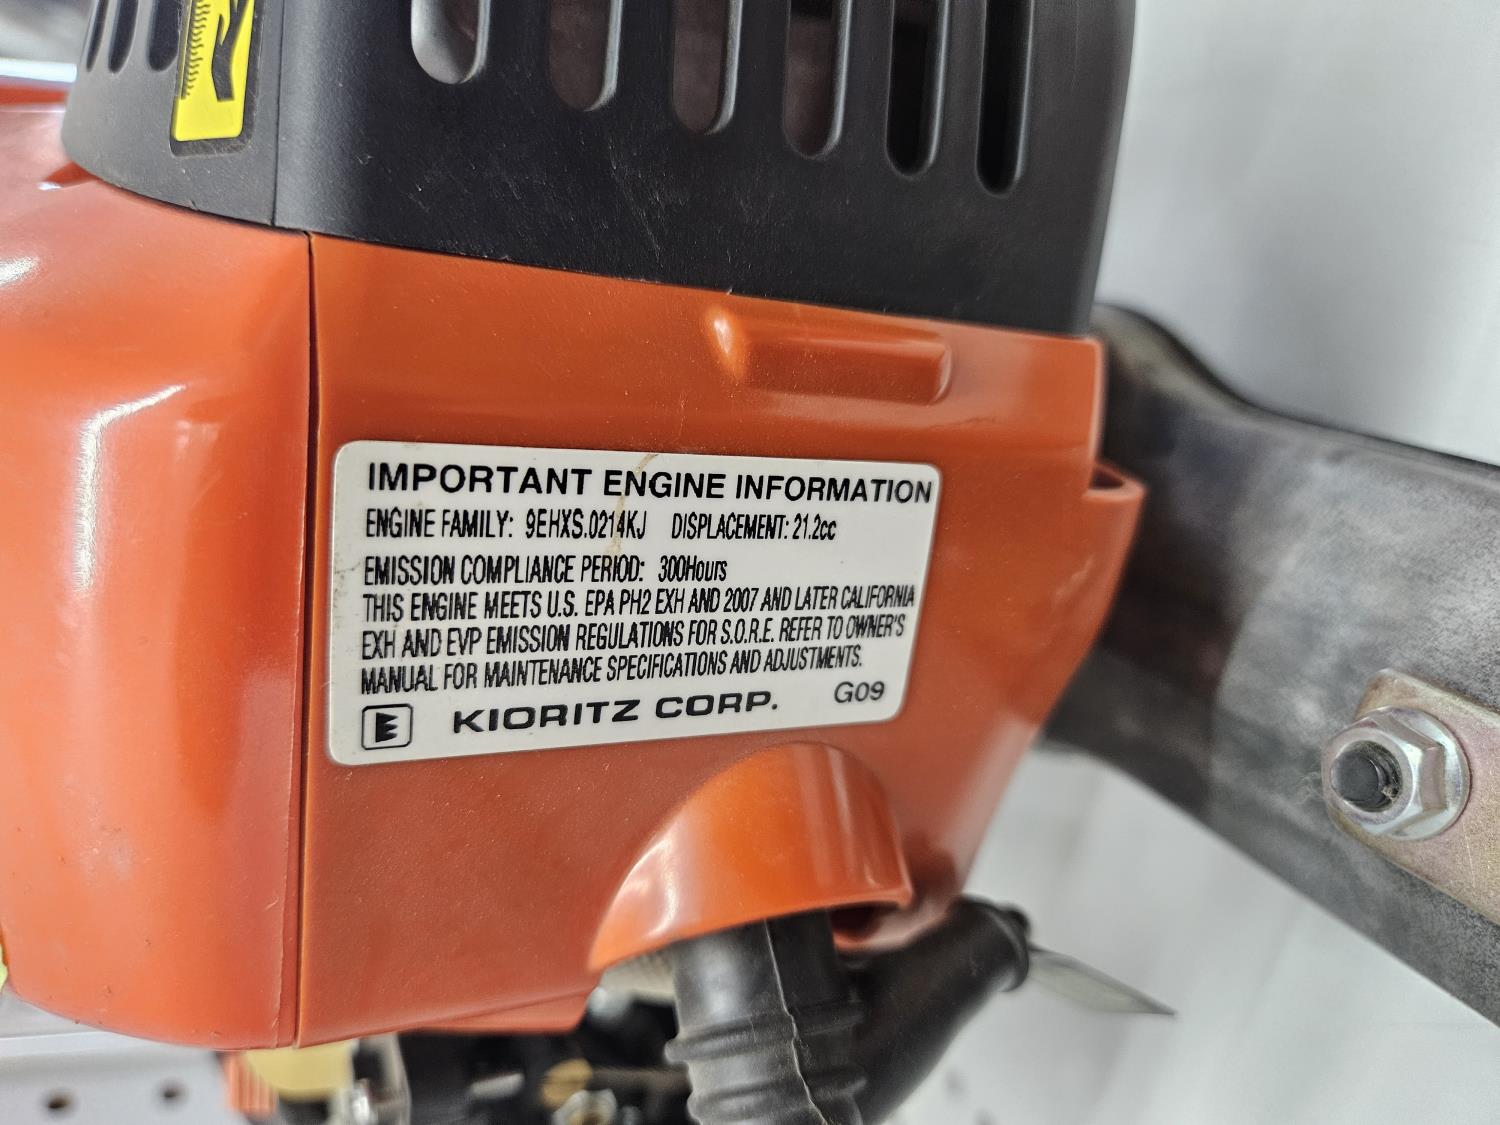 IMPORTANT ENGINE INFORMATION
ENGINE FAMILY: 9EHXS.0214KJ DISPLACEMENT: 21.2cc
EMISSION COMPLIANCE PERIOD: 300Hours
THIS ENGINE MEETS U.S. EPA PH2 EXH AND 2007 AND LATER CALIFORNIA
EXH AND EVP EMISSION REGULATIONS FOR S.O.R.E. REFER TO OWNER'S
MANUAL FOR MAINTENANCE SPECIFICATIONS AND ADJUSTMENTS.
E KIORITZ CORP. G09